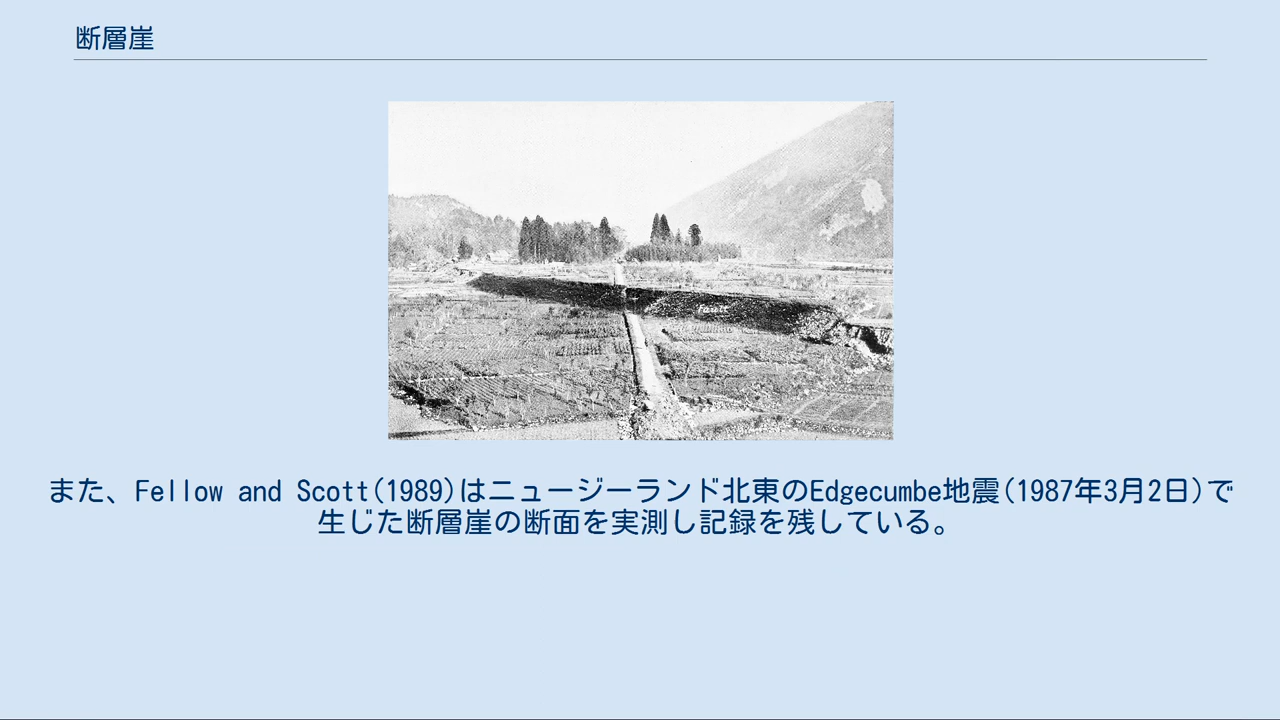 断層崖
Fault
また、Fellow and Scott(1989)はニュージーランド北東のEdgecumbe地震(1987年3月2日)で
生じた断層崖の断面を実測し記録を残している。